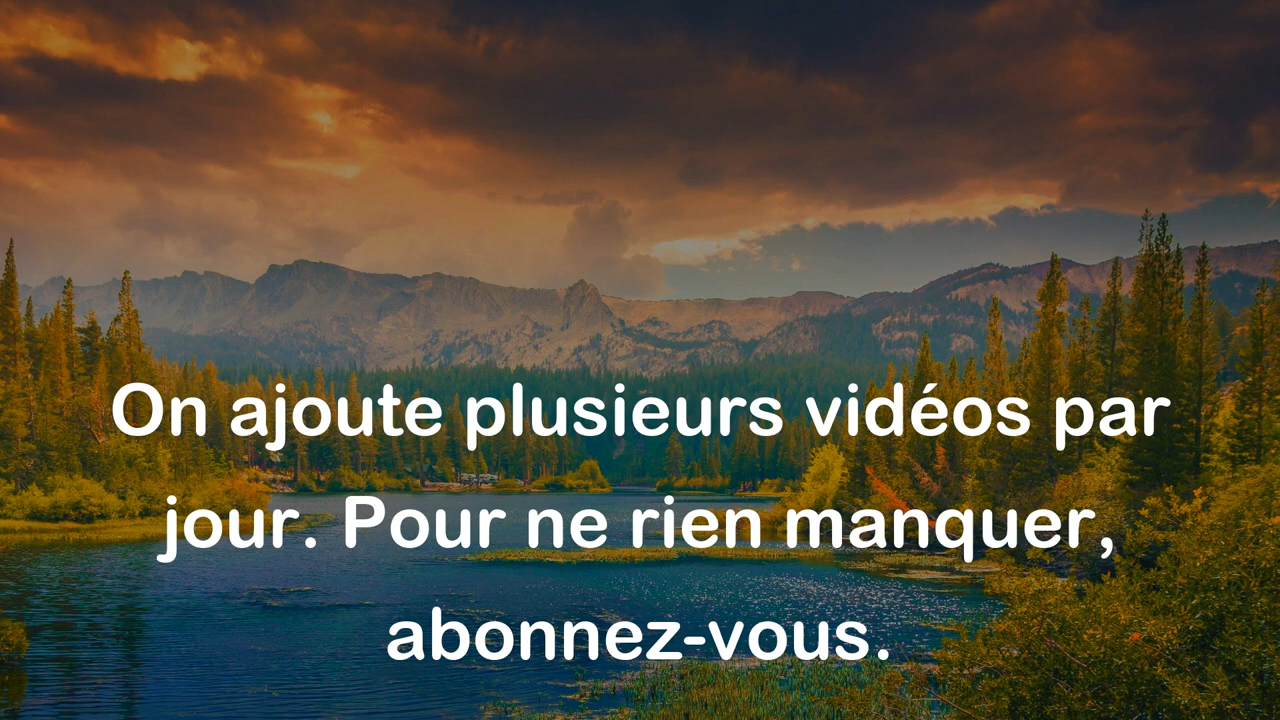 On ajoute plusieurs vidéos par
jour. Pour ne rien manquer,
abonnez-vous.